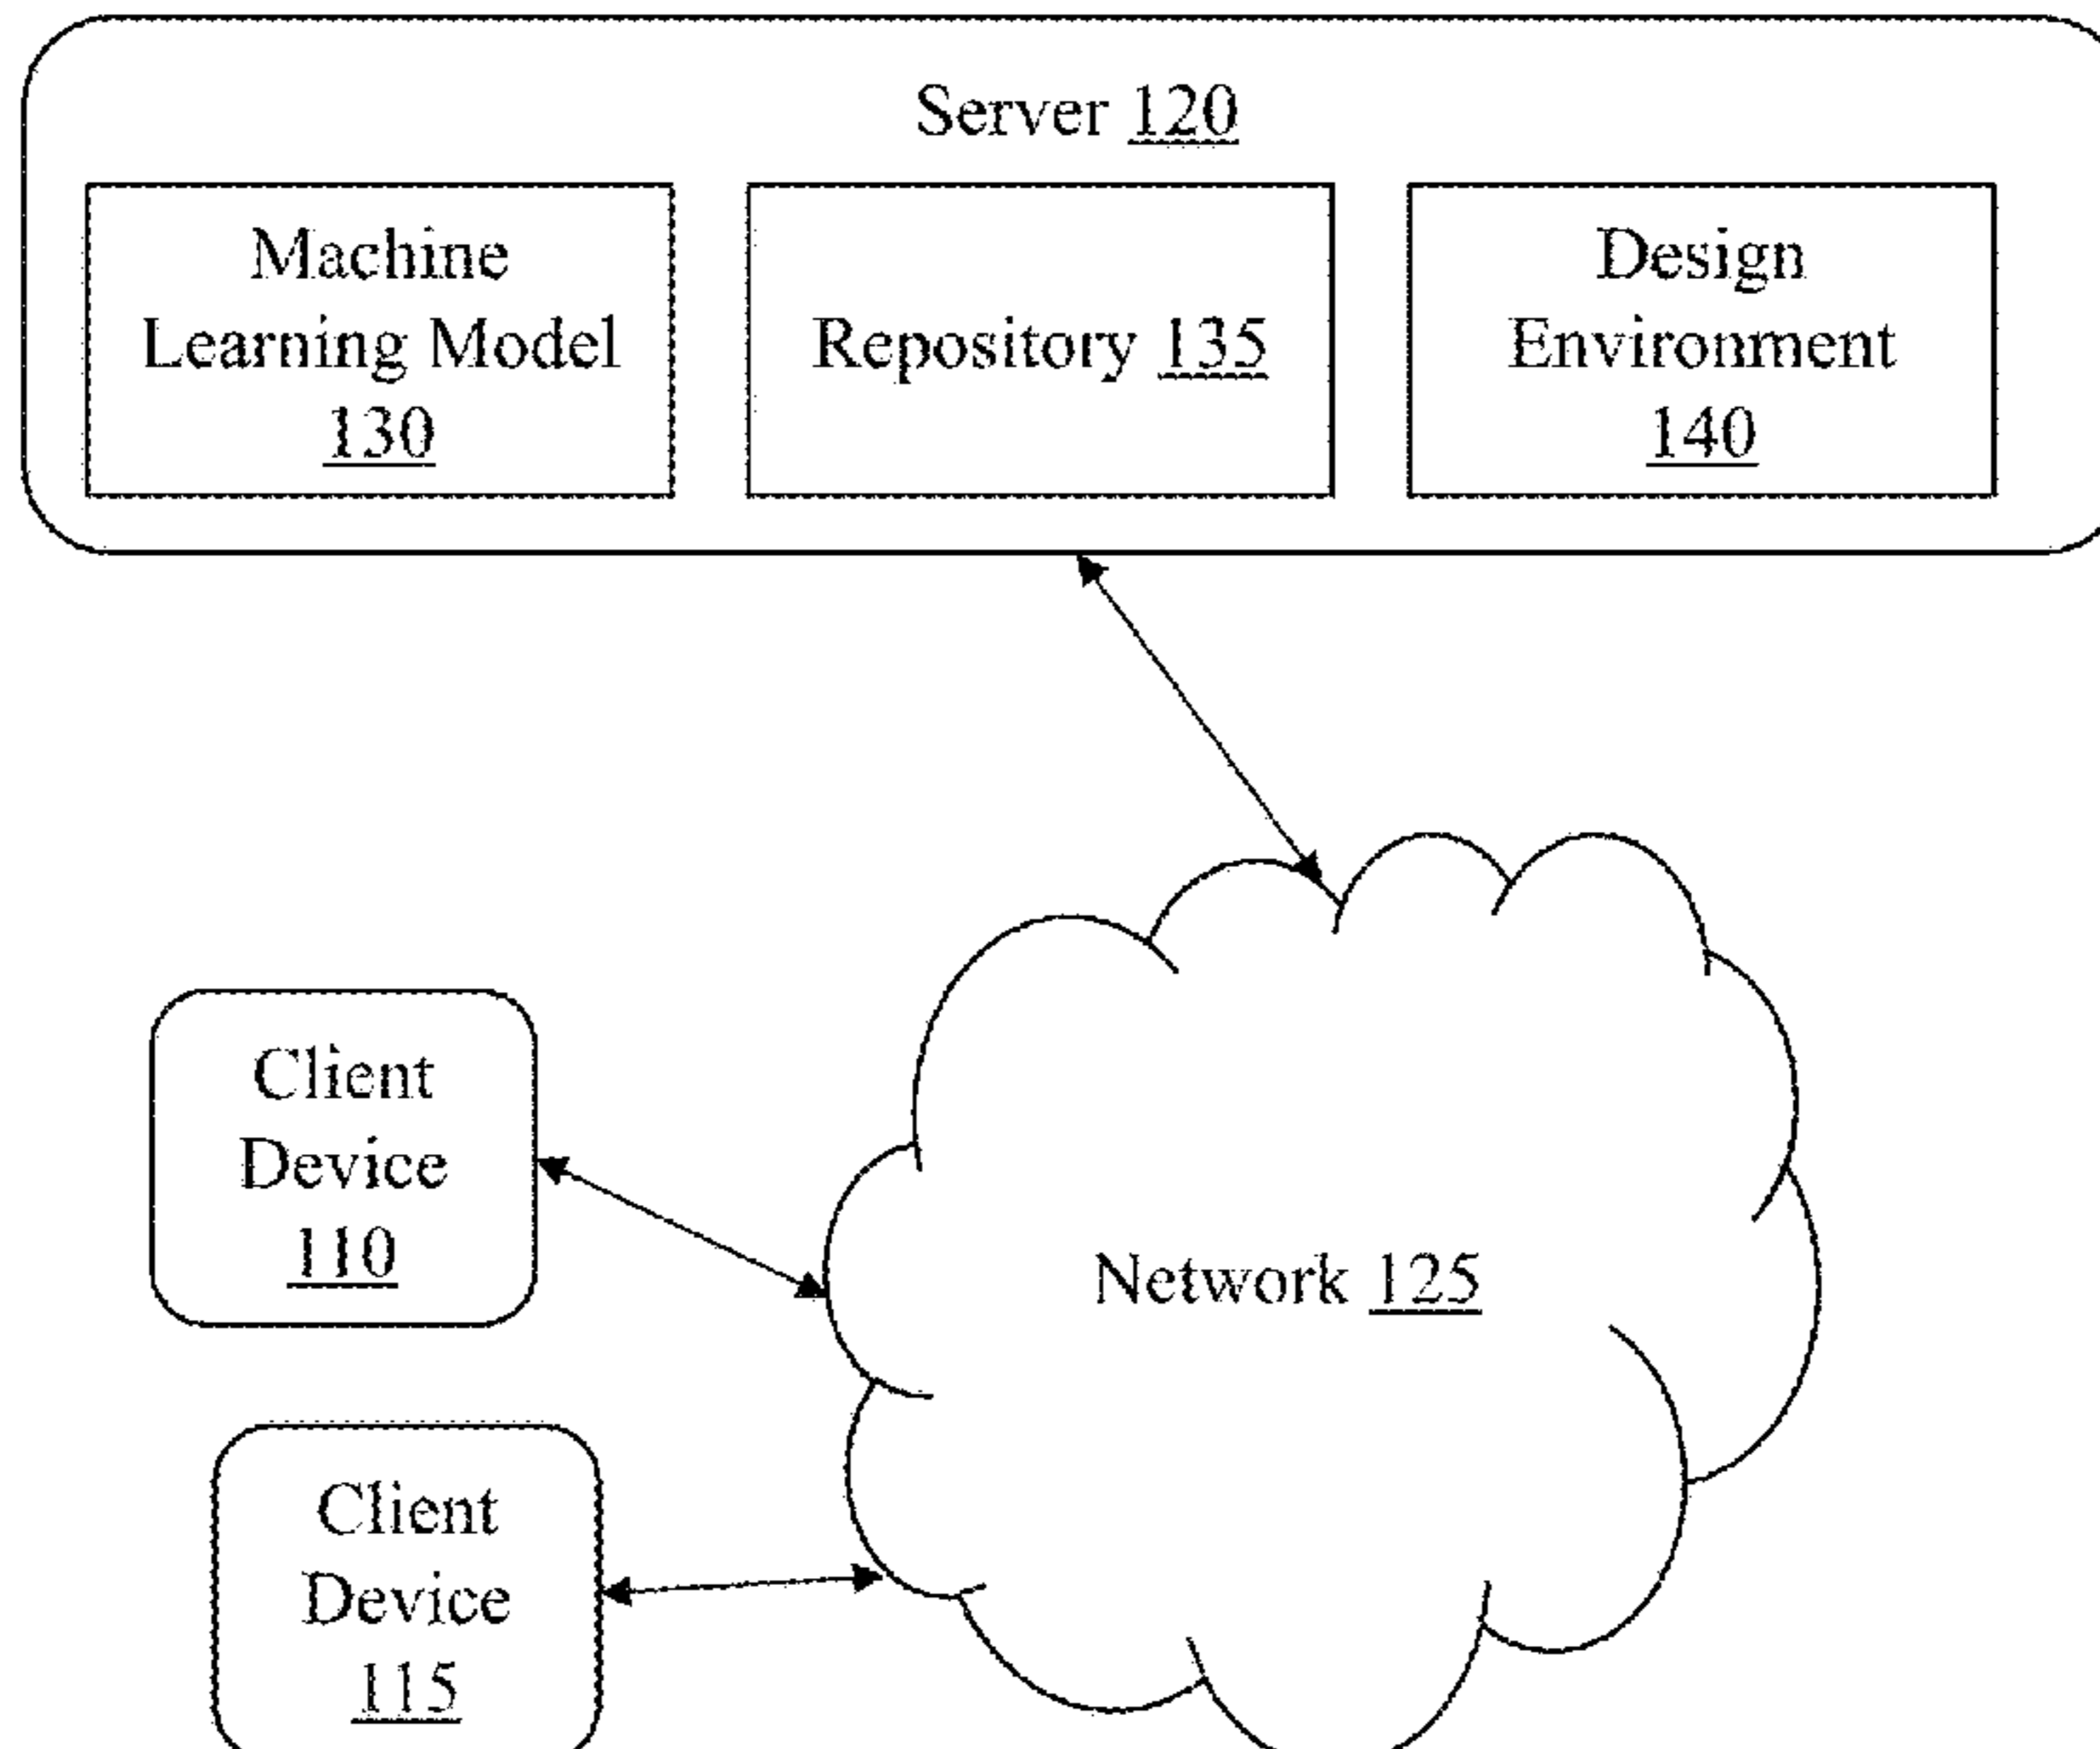 Server 120
Machine
Learning Model
130
Repository 135
Design
Environment
140
Client
Device
110
Network 125
Client
Device
115